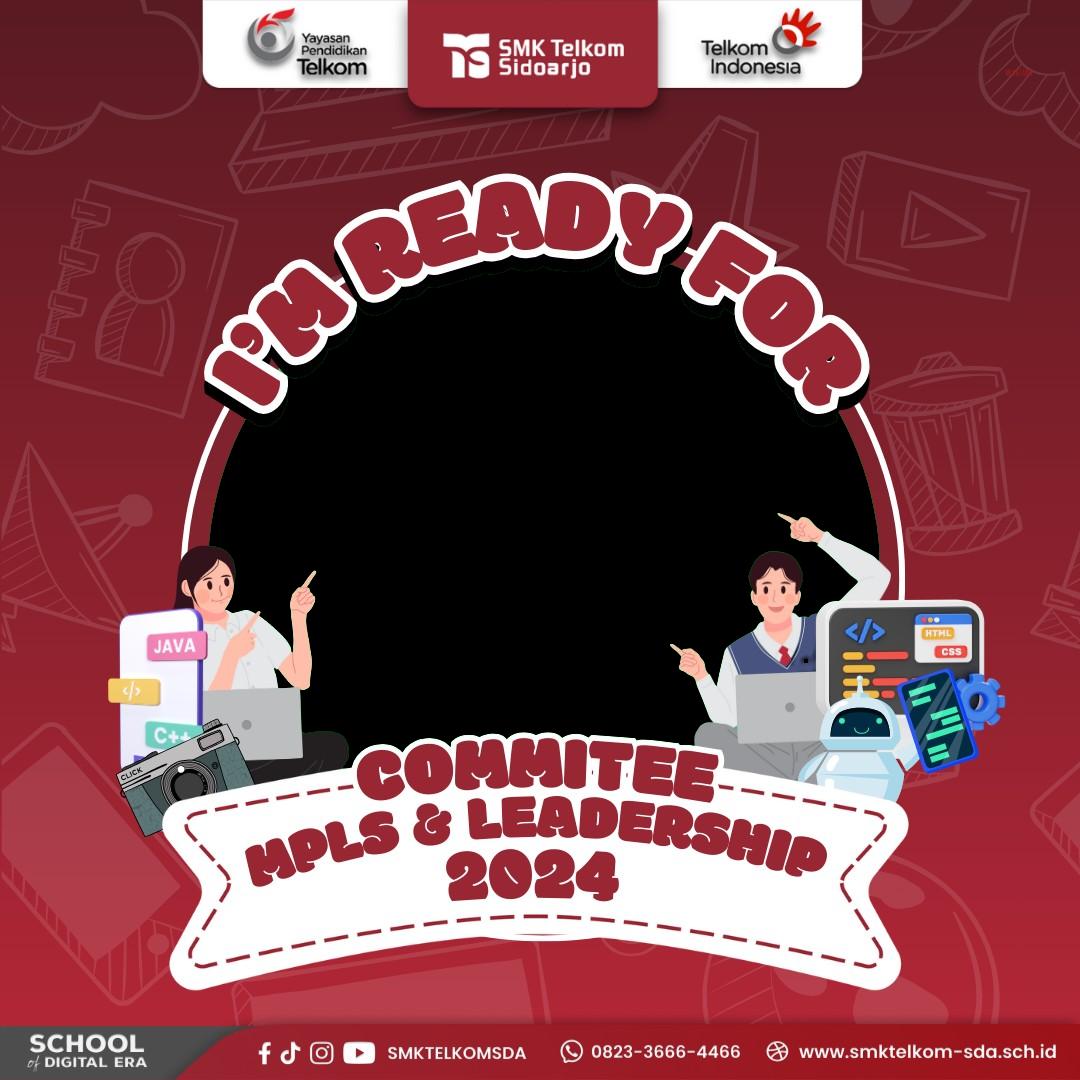 Yayasan
Pendidikan
Telkom
SMK Telkom
Sidoarjo
Telkom
Indonesia
I'M READY FOR
JAVA
</>
C++
CLICK
</>
HTML
CSS
COMMITEE
MPLS & LEADERSHIP
2024
SCHOOL
of DIGITAL ERA
SMKTELKOMSDA
0823-3666-4466
www.smktelkom-sda.sch.id